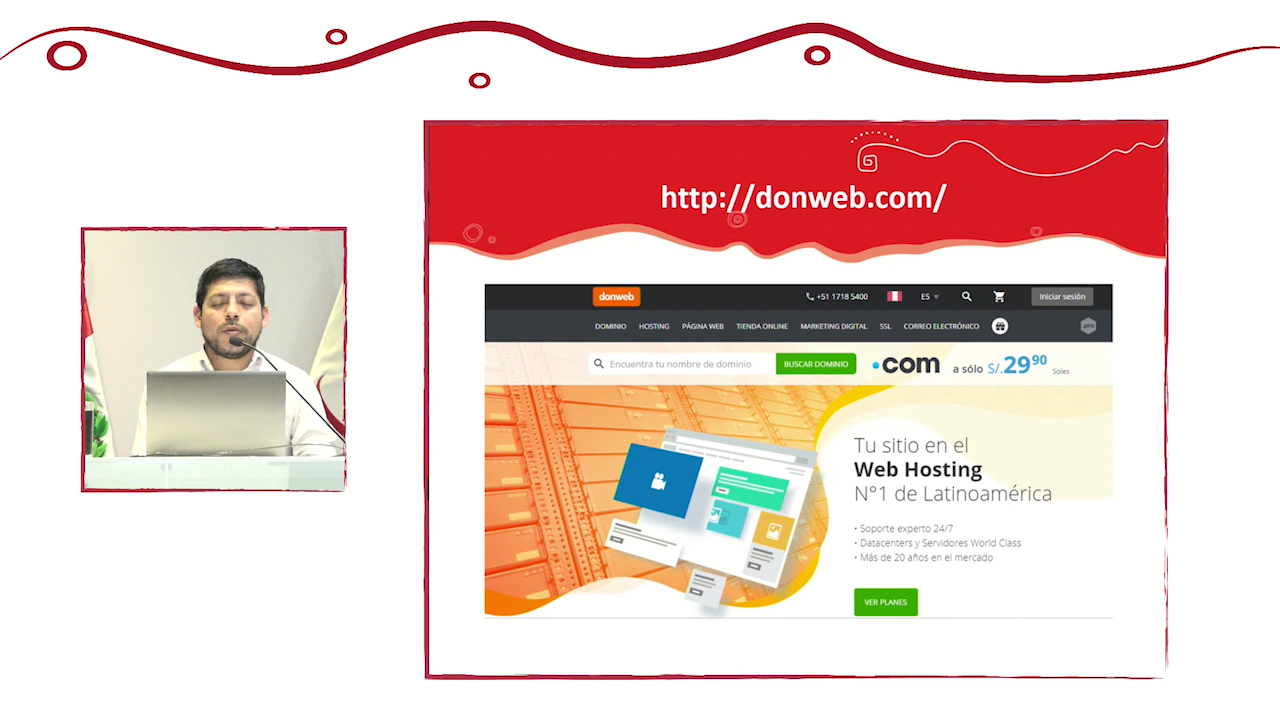 http://donweb.com/
donweb
+51 1718 5400
ES
Iniciar sesión
DOMINIO HOSTING PÁGINA WEB TIENDA ONLINE MARKETING DIGITAL SSL CORREO ELECTRÓNICO
pro
Encuentra tu nombre de dominio
BUSCAR DOMINIO
.com a sólo S/.29⁹⁰ Soles
Tu sitio en el
Web Hosting
N°1 de Latinoamérica
• Soporte experto 24/7
• Datacenters y Servidores World Class
• Más de 20 años en el mercado
VER PLANES